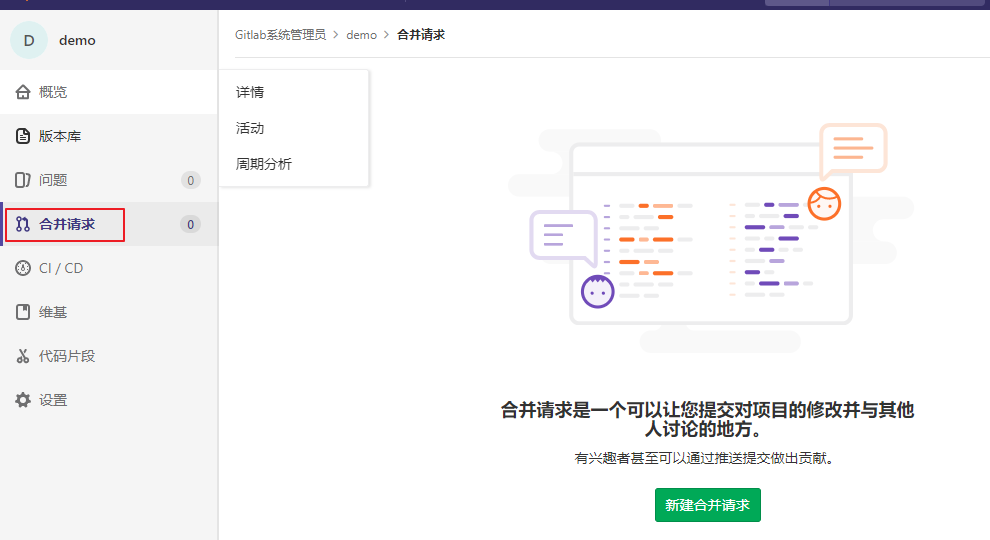 D demo
Gitlab系统管理员 > demo > 合并请求
概览
版本库
问题 0
合并请求 0
CI / CD
维基
代码片段
设置
详情
活动
周期分析
合并请求是一个可以让您提交对项目的修改并与其他
人讨论的地方。
有兴趣者甚至可以通过推送提交做出贡献。
新建合并请求